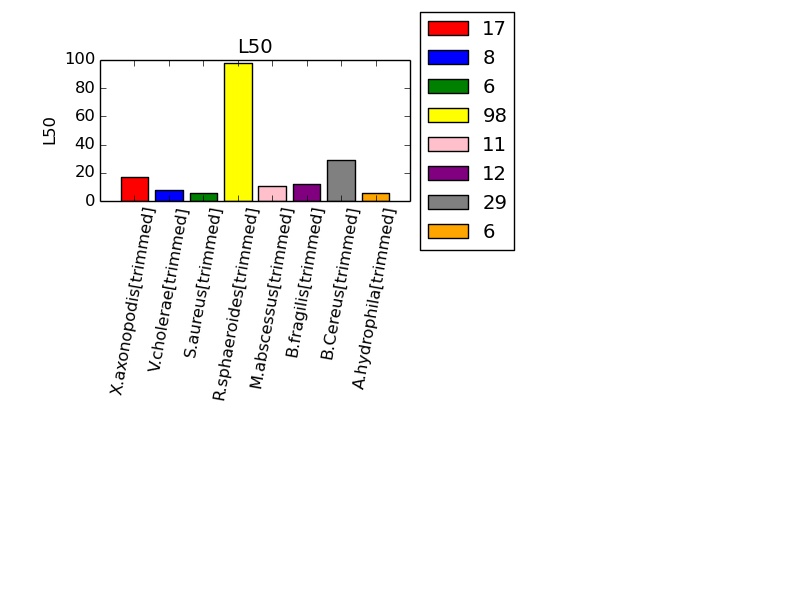 L50
L50
100
80
60
40
20
0
X.axonopodis[trimmed]
V.cholerae[trimmed]
S.aureus[trimmed]
R.sphaeroides[trimmed]
M.abscessus[trimmed]
B.fragilis[trimmed]
B.Cereus[trimmed]
A.hydrophila[trimmed]
17
8
6
98
11
12
29
6